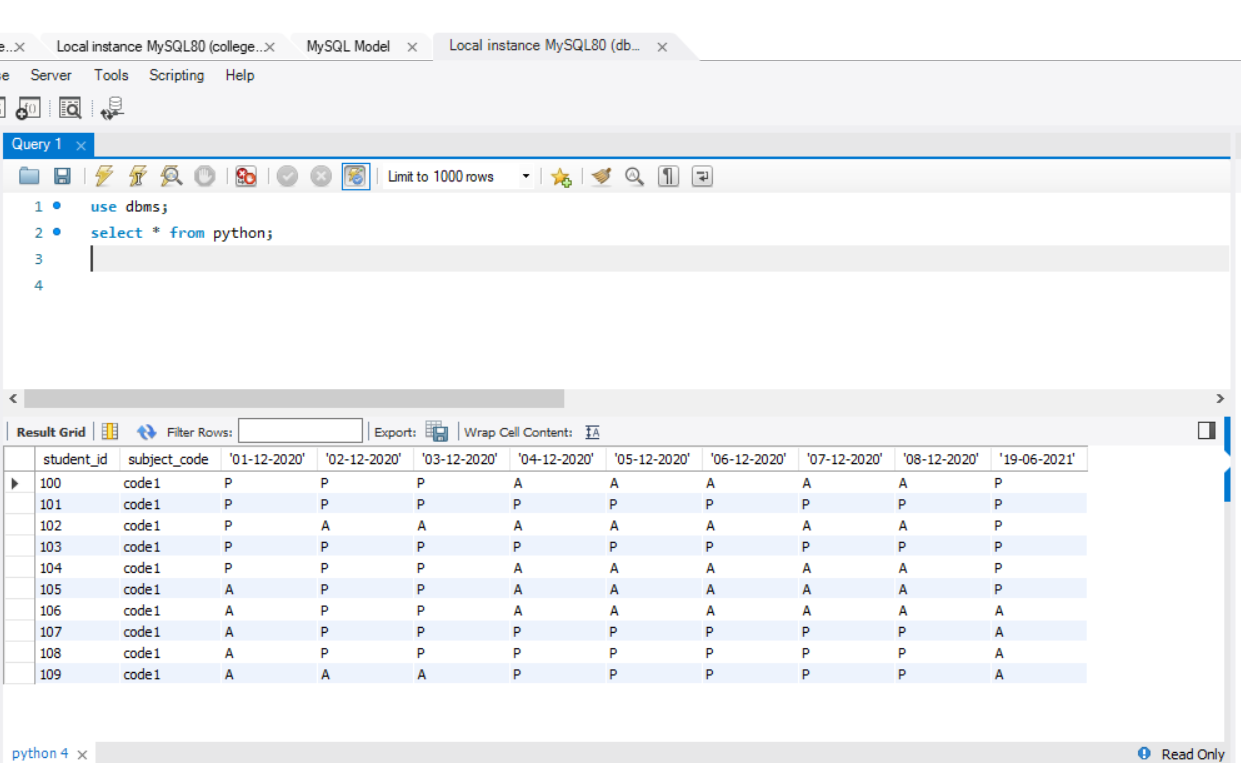 e..× Local instance MySQL80 (college..× MySQL Model × Local instance MySQL80 (db... ×
se Server Tools Scripting Help
Query 1 ×
Limit to 1000 rows
1 use dbms;
2 select * from python;
3
4
Result Grid Filter Rows: Export: Wrap Cell Content: IA
student_id subject_code '01-12-2020' '02-12-2020' '03-12-2020' '04-12-2020' '05-12-2020' '06-12-2020' '07-12-2020' '08-12-2020' '19-06-2021'
100 code1 P P P A A A A A P
101 code1 P P P P P P P P P
102 code1 P A A A A A A A P
103 code1 P P P P P P P P P
104 code1 P P P A A A A A P
105 code1 A P P A A A A A P
106 code1 A P P A A A A A A
107 code1 A P P P P P P P A
108 code1 A P P P P P P P A
109 code1 A A A P P P P P A
python 4 × Read Only